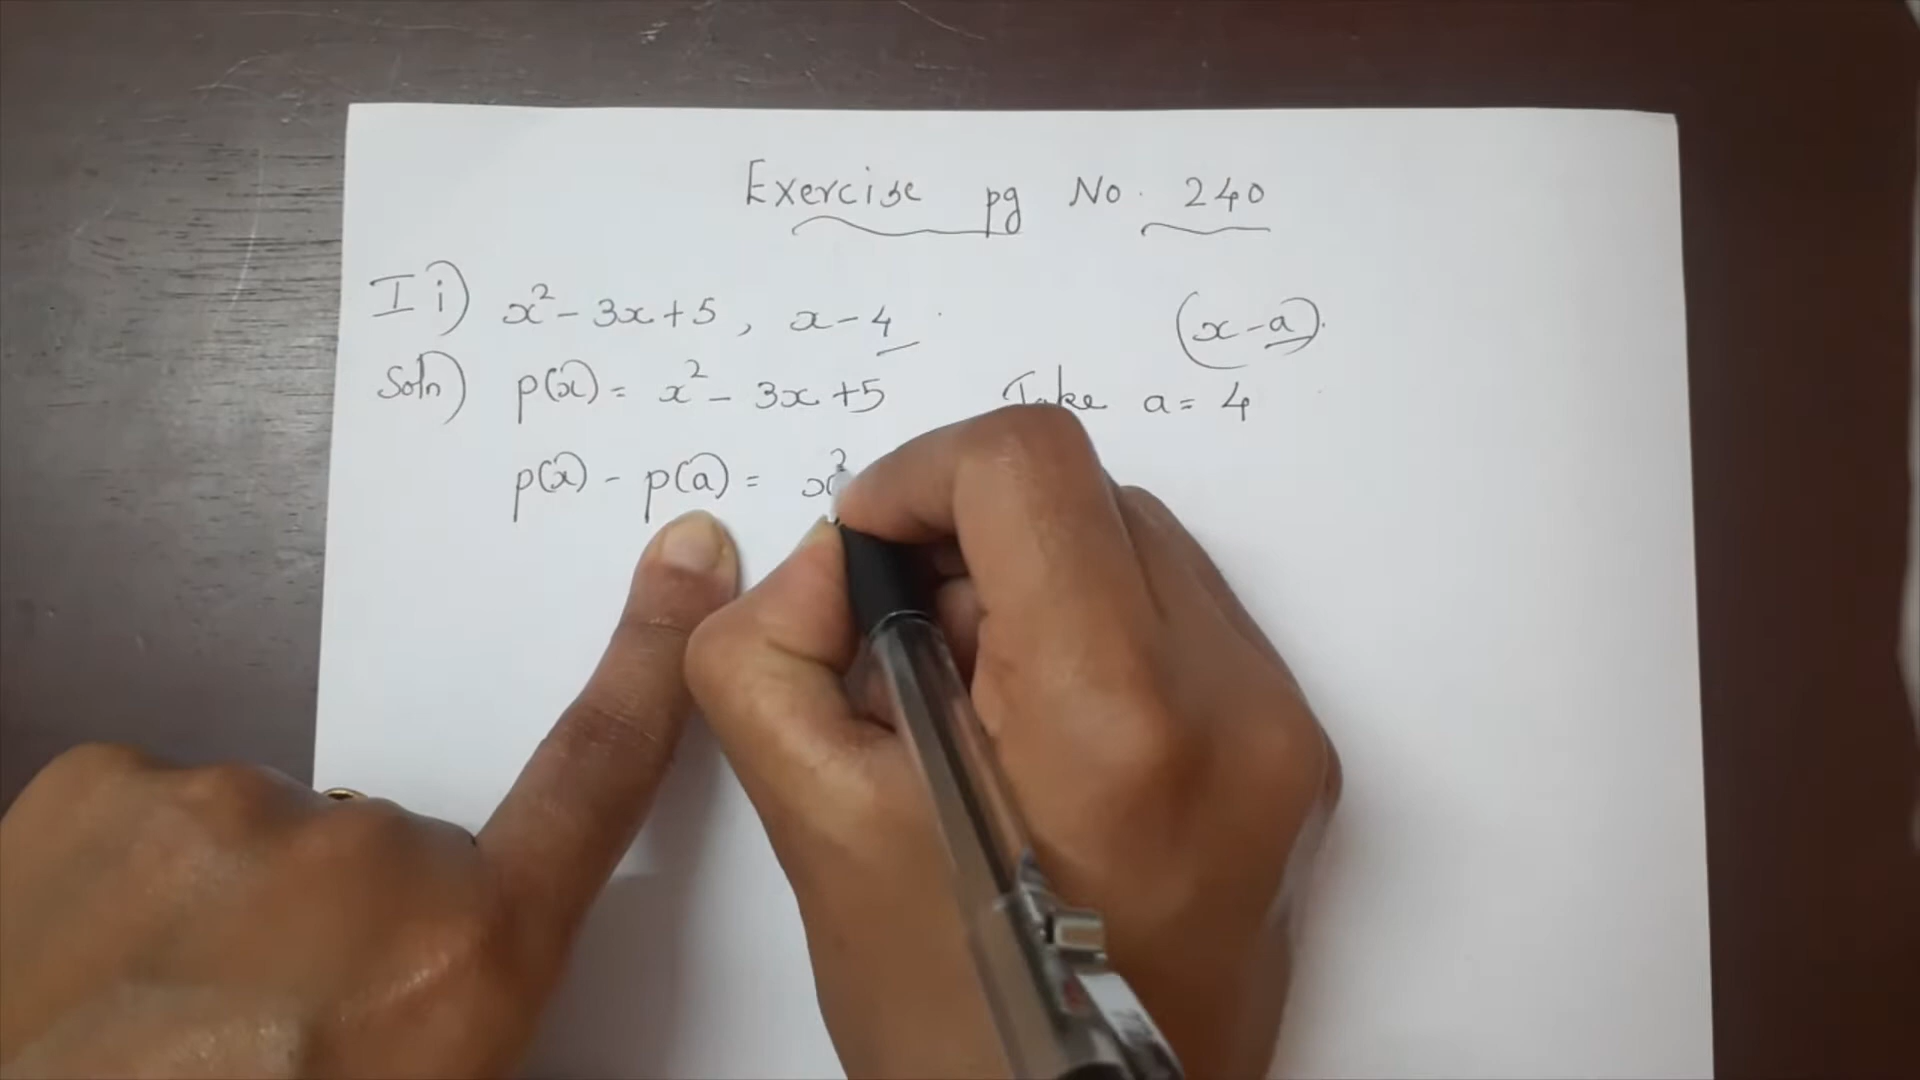 Exercise pg No. 240
I i) x² - 3x + 5, x - 4
(x - a).
Soln) p(x) = x² - 3x + 5 Take a = 4
p(x) - p(a) = x²